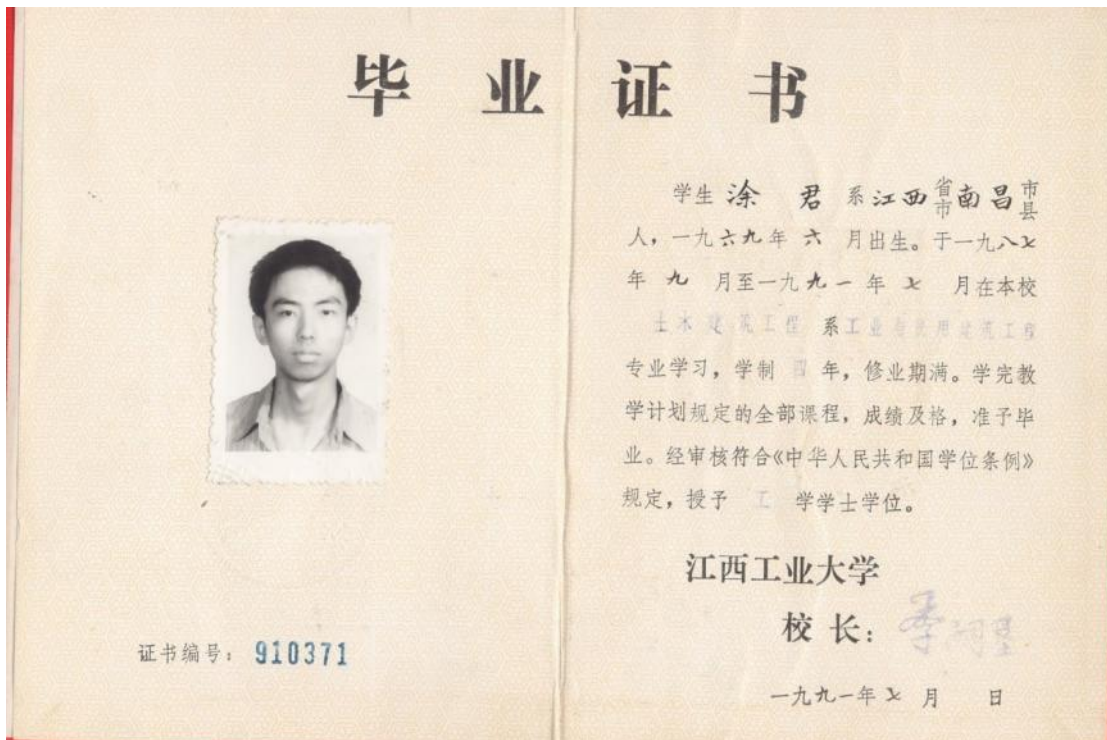 毕业证书
学生 涂 君 系江西省市南昌市县
人，一九六九年 六 月出生。于一九八七
年 九 月至一九九一年 七 月在本校
土木建筑工程 系工业与民用建筑工程
专业学习，学制 四 年，修业期满。学完教
学计划规定的全部课程，成绩及格，准予毕
业。经审核符合《中华人民共和国学位条例》
规定，授予 工 学学士学位。
江西工业大学
校长：
一九九一年 七 月 日
证书编号：910371